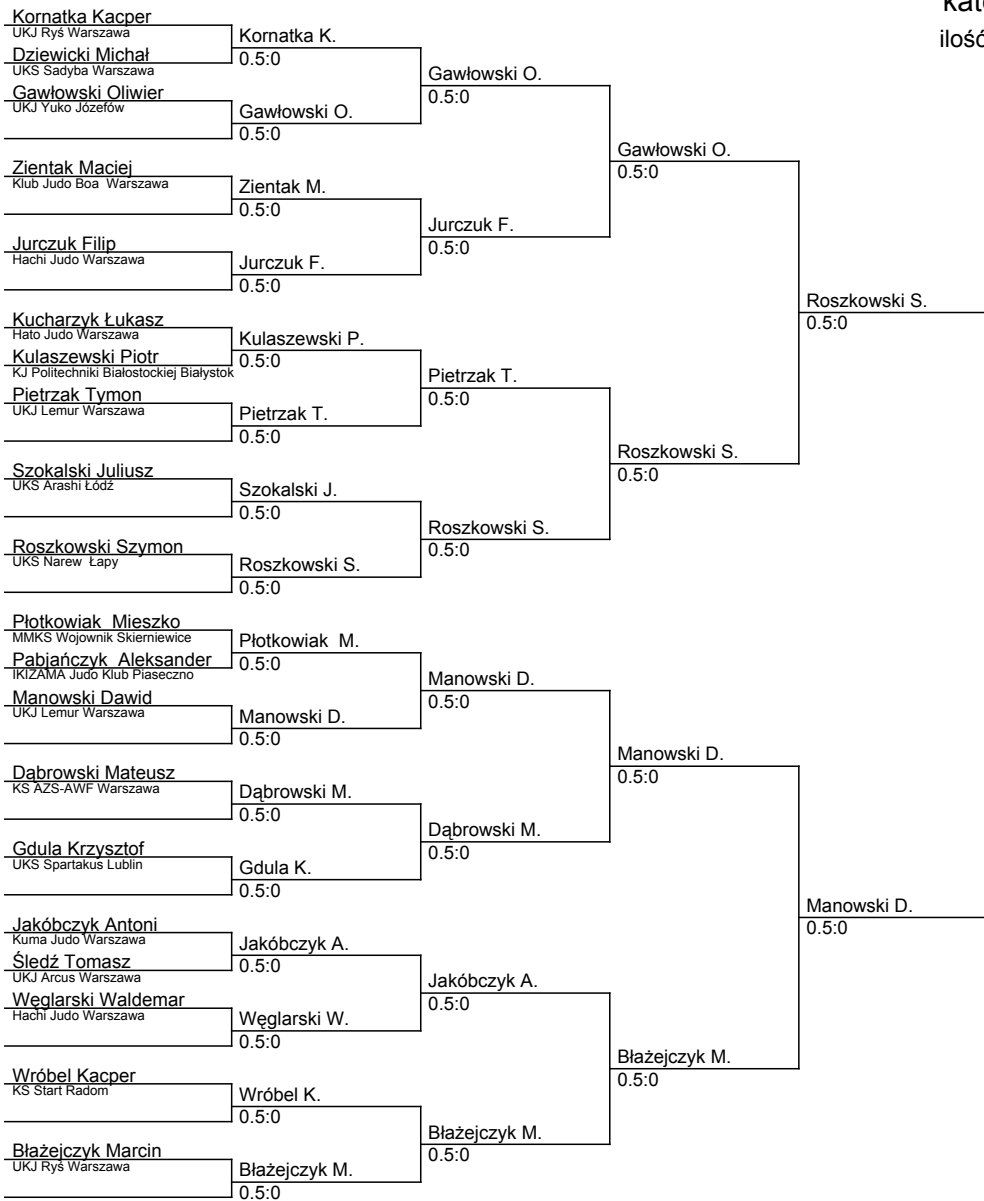 kate
ilość
Kornatka Kacper
UKJ Ryś Warszawa
Dziewicki Michał
UKS Sadyba Warszawa
Gawłowski Oliwier
UKJ Yuko Józefów
Zientak Maciej
Klub Judo Boa Warszawa
Jurczuk Filip
Hachi Judo Warszawa
Kucharzyk Łukasz
Hato Judo Warszawa
Kulaszewski Piotr
KJ Politechniki Białostockiej Białystok
Pietrzak Tymon
UKJ Lemur Warszawa
Szokalski Juliusz
UKS Arashi Łódź
Roszkowski Szymon
UKS Narew Łapy
Płotkowiak Mieszko
MMKS Wojownik Skierniewice
Pabjańczyk Aleksander
IKIZAMA Judo Klub Piaseczno
Manowski Dawid
UKJ Lemur Warszawa
Dąbrowski Mateusz
KS AZS-AWF Warszawa
Gdula Krzysztof
UKS Spartakus Lublin
Jakóbczyk Antoni
Kuma Judo Warszawa
Śledź Tomasz
UKJ Arcus Warszawa
Węglarski Waldemar
Hachi Judo Warszawa
Wróbel Kacper
KS Start Radom
Błażejczyk Marcin
UKJ Ryś Warszawa
Kornatka K.
0.5:0
Gawłowski O.
0.5:0
Zientak M.
0.5:0
Jurczuk F.
0.5:0
Kulaszewski P.
0.5:0
Pietrzak T.
0.5:0
Szokalski J.
0.5:0
Roszkowski S.
0.5:0
Płotkowiak M.
0.5:0
Manowski D.
0.5:0
Dąbrowski M.
0.5:0
Gdula K.
0.5:0
Jakóbczyk A.
0.5:0
Węglarski W.
0.5:0
Wróbel K.
0.5:0
Błażejczyk M.
0.5:0
Gawłowski O.
0.5:0
Jurczuk F.
0.5:0
Pietrzak T.
0.5:0
Roszkowski S.
0.5:0
Manowski D.
0.5:0
Dąbrowski M.
0.5:0
Jakóbczyk A.
0.5:0
Błażejczyk M.
0.5:0
Gawłowski O.
0.5:0
Roszkowski S.
0.5:0
Manowski D.
0.5:0
Błażejczyk M.
0.5:0
Roszkowski S.
0.5:0
Manowski D.
0.5:0